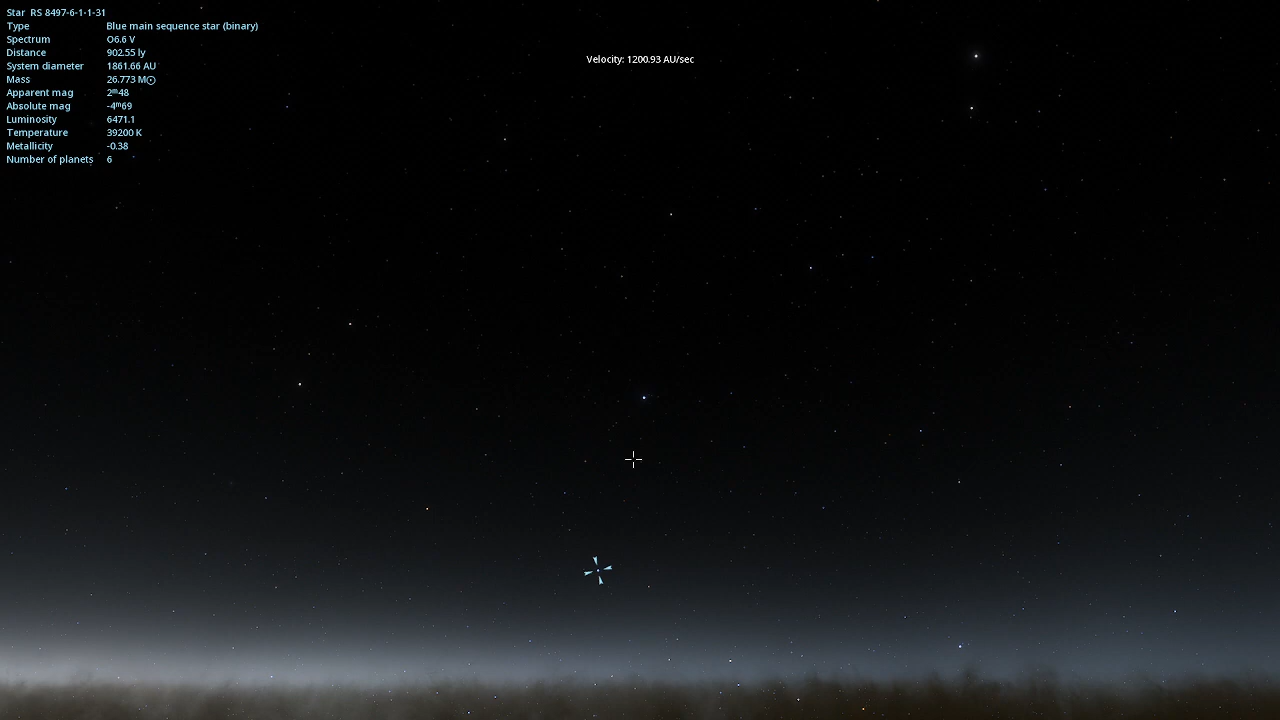 Star RS 8497-6-1-1-31
Type Blue main sequence star (binary)
Spectrum O6.6 V
Distance 902.55 ly
System diameter 1861.66 AU
Mass 26.773 M☉
Apparent mag 2ᵐ48
Absolute mag -4ᵐ69
Luminosity 6471.1
Temperature 39200 K
Metallicity -0.38
Number of planets 6
Velocity: 1200.93 AU/sec